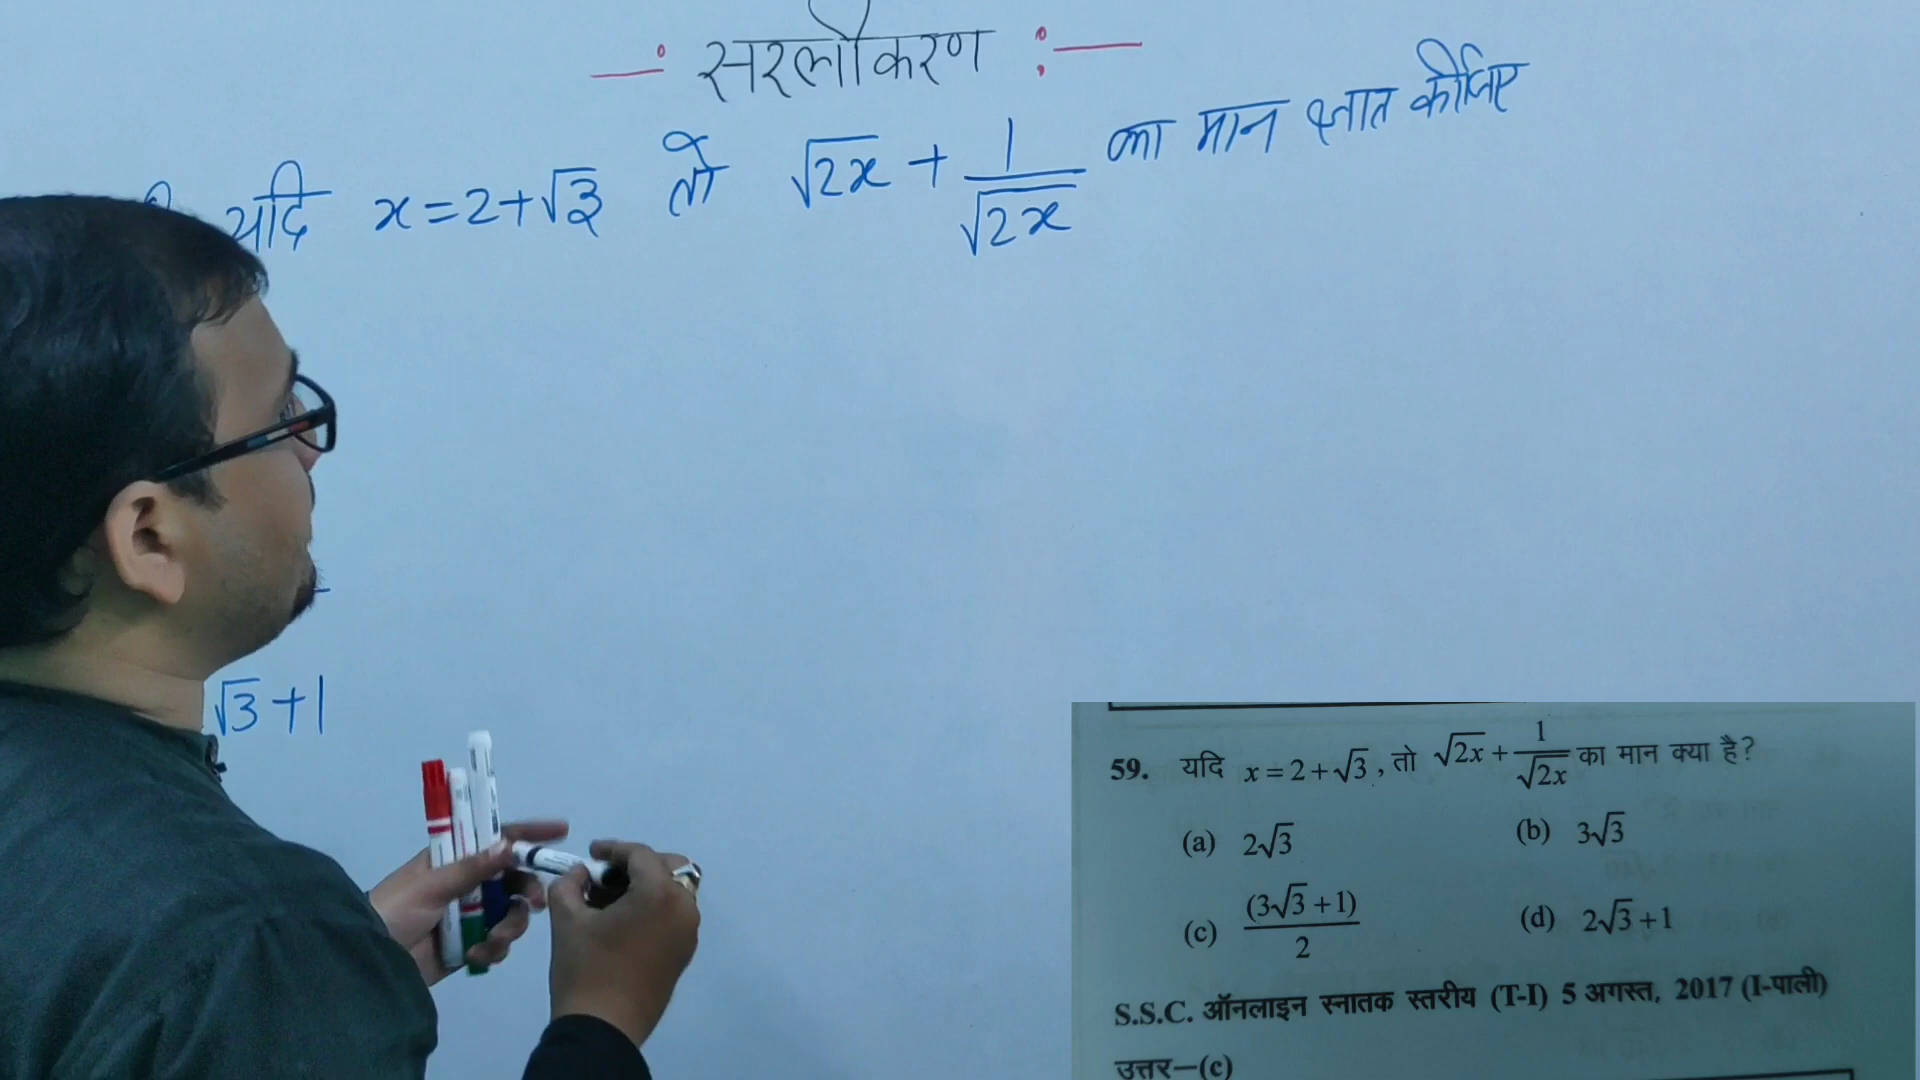 सरलीकरण
यदि x=2+√3 तो √2x + 1/√2x का मान ज्ञात कीजिए
√3+1
59. यदि x=2+√3, तो √2x + 1/√2x का मान क्या है?
(a) 2√3 (b) 3√3
(c) (3√3+1)/2 (d) 2√3+1
S.S.C. ऑनलाइन स्नातक स्तरीय (T-I) 5 अगस्त, 2017 (I-पाली)
उत्तर—(c)